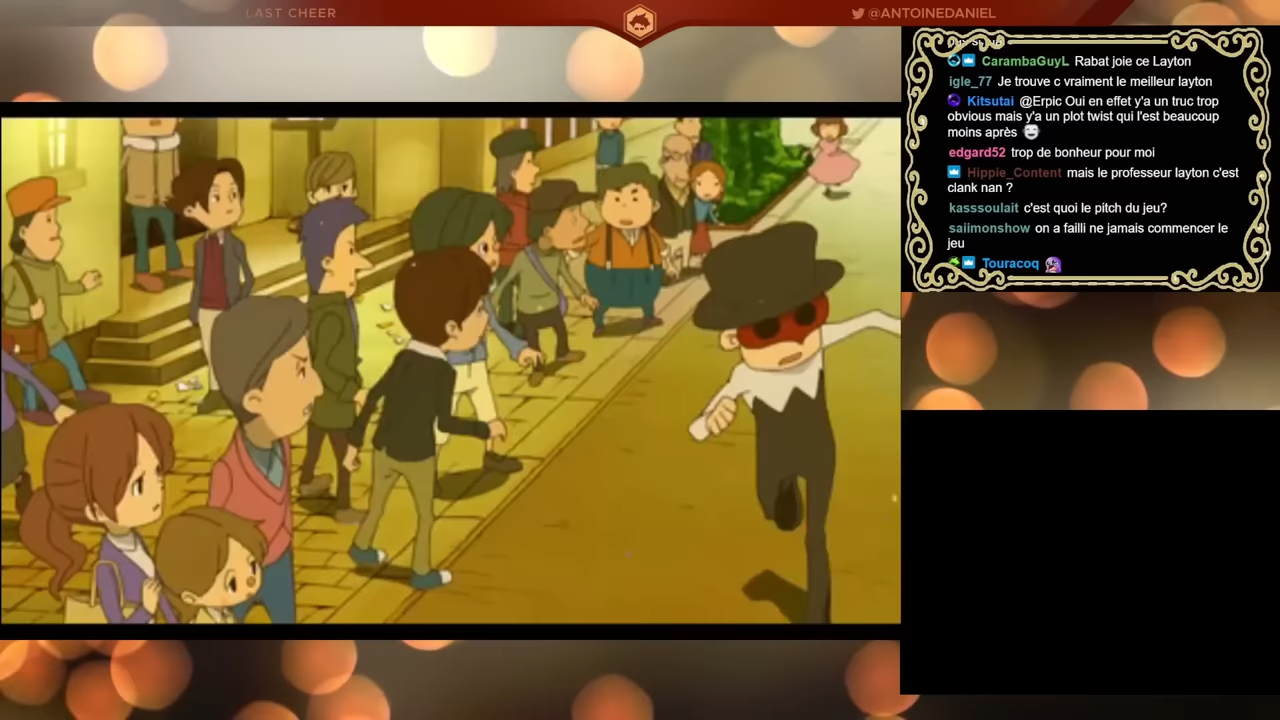 LAST CHEER
@ANTOINEDANIEL
CarambaGuyL Rabat joie ce Layton
igle_77 Je trouve c vraiment le meilleur layton
Kitsutai @Erpic Oui en effet y'a un truc trop
obvious mais y'a un plot twist qui l'est beaucoup
moins après
edgard52 trop de bonheur pour moi
Hippie_Content mais le professeur layton c'est
clank nan ?
kasssoulait c'est quoi le pitch du jeu?
saiimonshow on a failli ne jamais commencer le
jeu
Touracoq